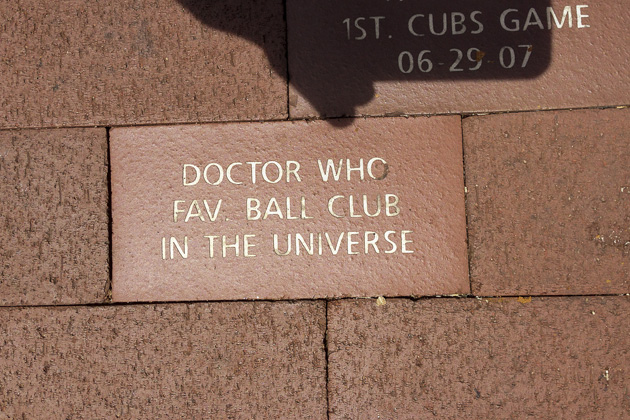 1ST. CUBS GAME
06-29-07
DOCTOR WHO
FAV. BALL CLUB
IN THE UNIVERSE